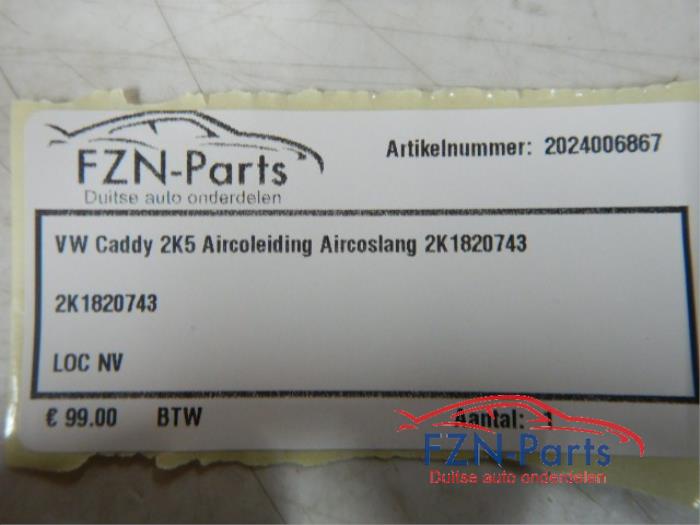 FZN-Parts
Duitse auto onderdelen
Artikelnummer: 2024006867
VW Caddy 2K5 Aircoleiding Aircoslang 2K1820743
2K1820743
LOC NV
€ 99.00 BTW Aantal: 1
FZN-Parts
Duitse auto onderdelen